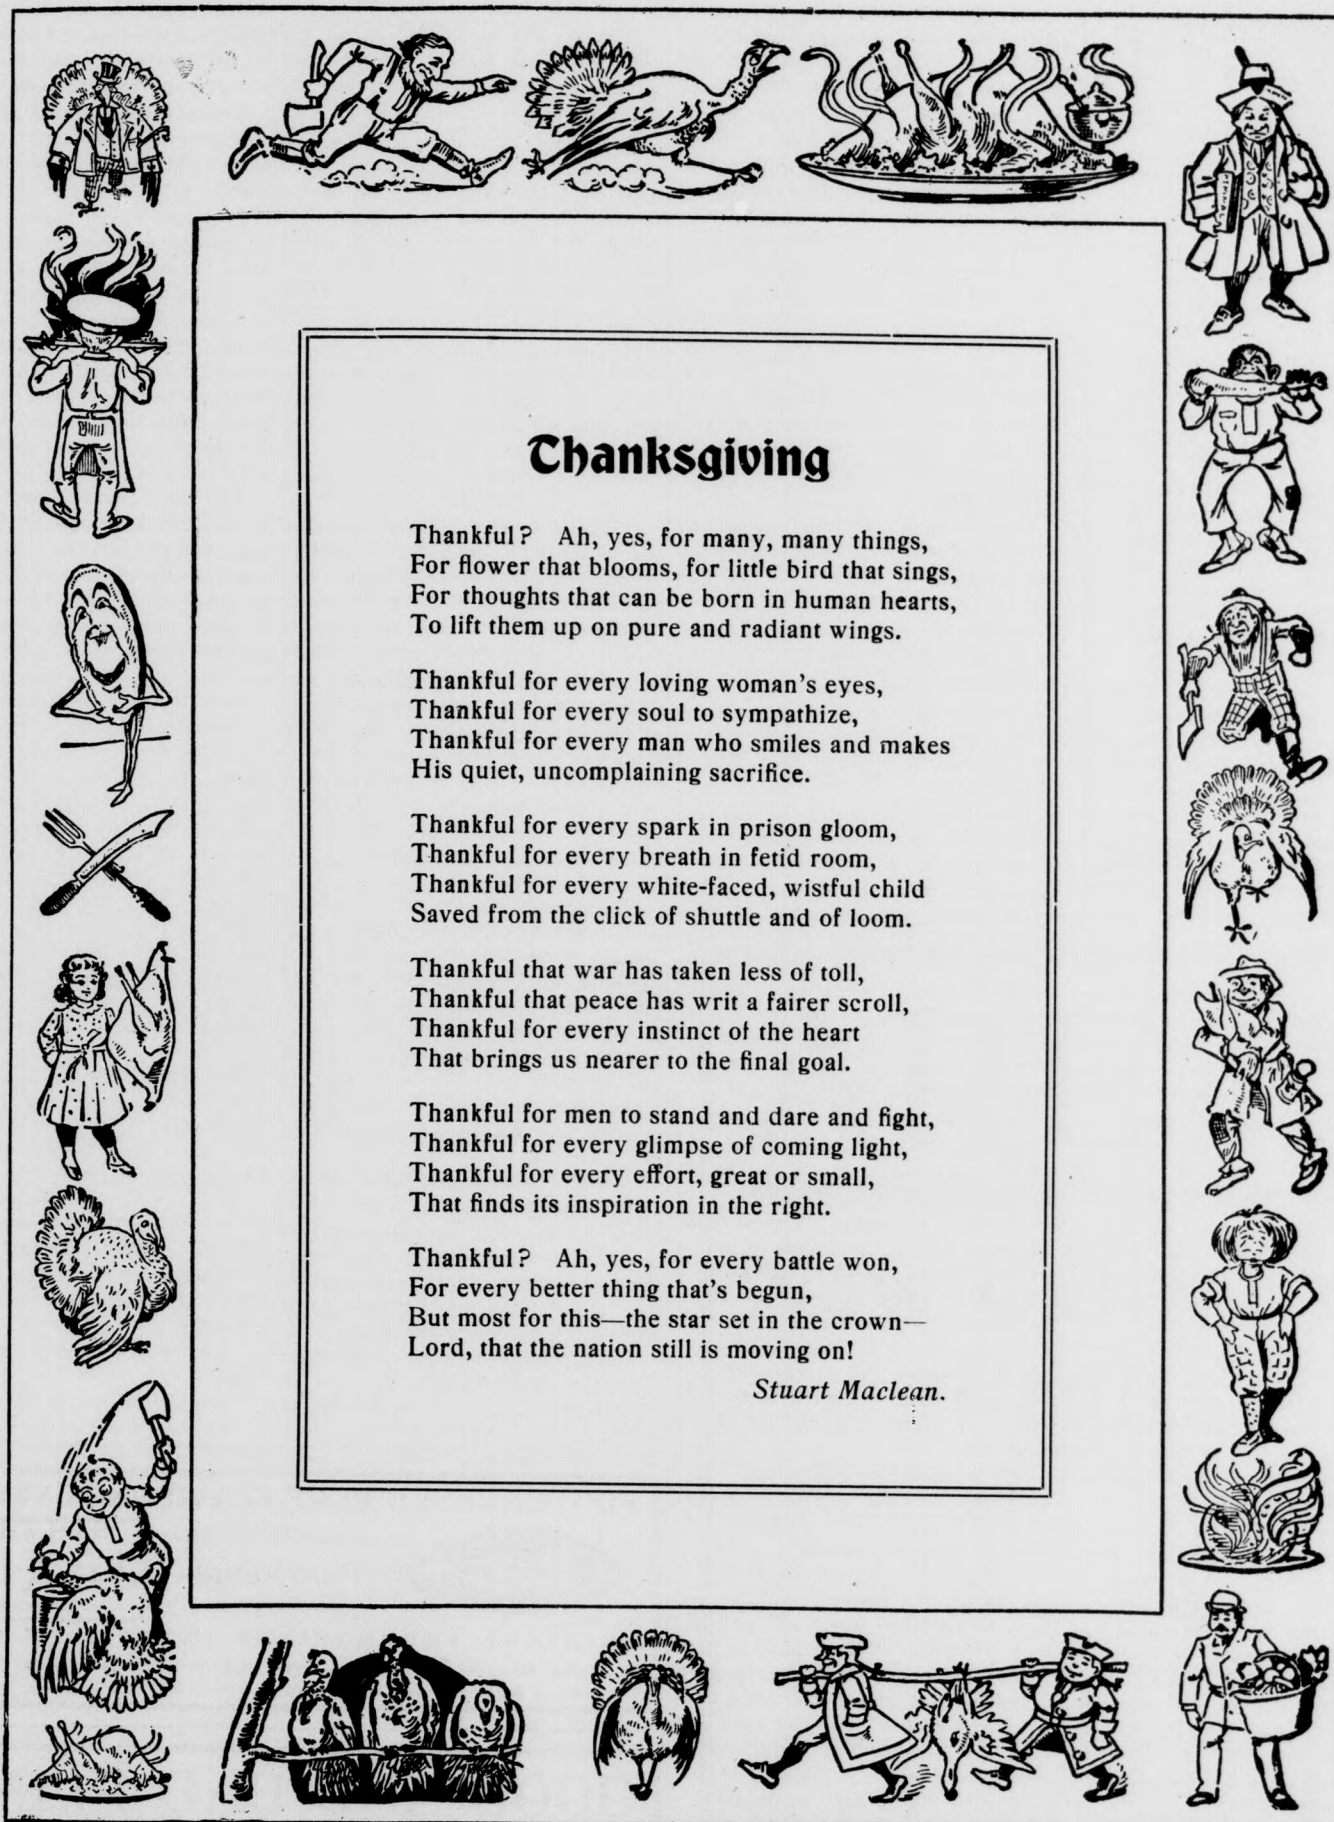 Thanksgiving
Thankful? Ah, yes, for many, many things,
For flower that blooms, for little bird that sings,
For thoughts that can be born in human hearts,
To lift them up on pure and radiant wings.
Thankful for every loving woman's eyes,
Thankful for every soul to sympathize,
Thankful for every man who smiles and makes
His quiet, uncomplaining sacrifice.
Thankful for every spark in prison gloom,
Thankful for every breath in fetid room,
Thankful for every white-faced, wistful child
Saved from the click of shuttle and of loom.
Thankful that war has taken less of toll,
Thankful that peace has writ a fairer scroll,
Thankful for every instinct of the heart
That brings us nearer to the final goal.
Thankful for men to stand and dare and fight,
Thankful for every glimpse of coming light,
Thankful for every effort, great or small,
That finds its inspiration in the right.
Thankful? Ah, yes, for every battle won,
For every better thing that's begun,
But most for this—the star set in the crown—
Lord, that the nation still is moving on!
Stuart Maclean.